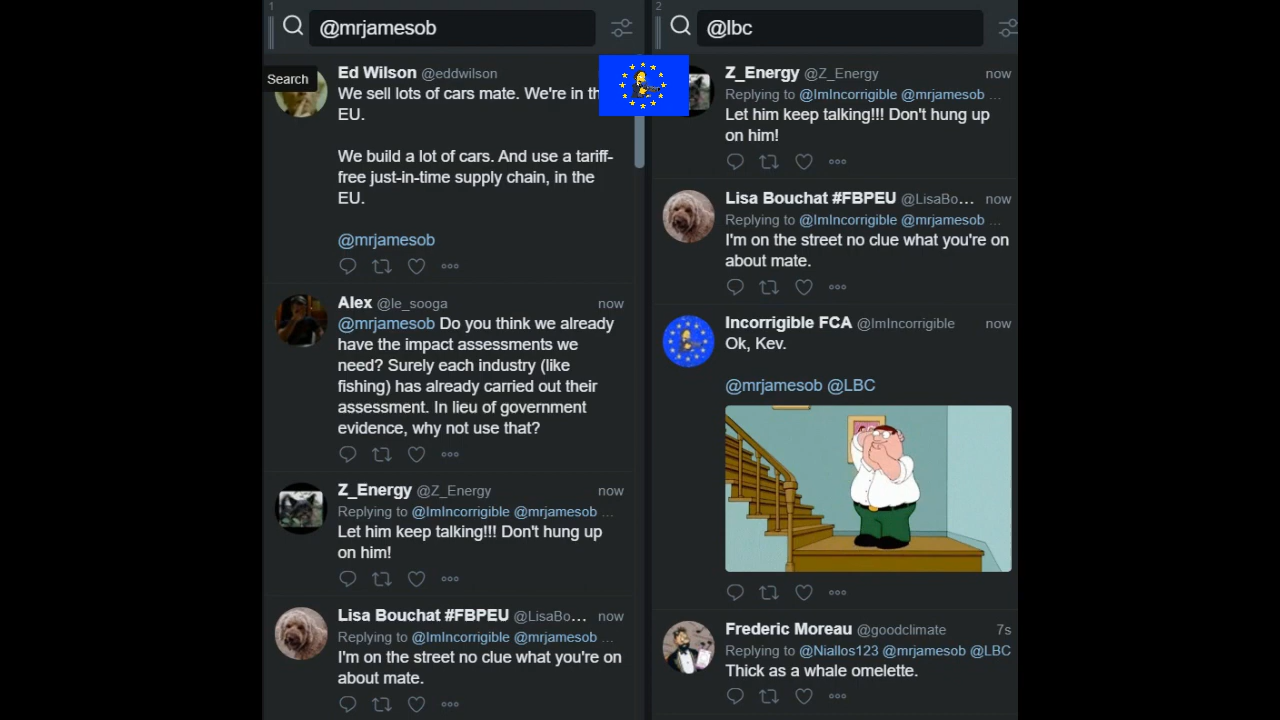 1
@mrjamesob
Search
Ed Wilson @eddwilson
We sell lots of cars mate. We're in th
EU.
We build a lot of cars. And use a tariff-
free just-in-time supply chain, in the
EU.
@mrjamesob
Alex @le_sooga now
@mrjamesob Do you think we already
have the impact assessments we
need? Surely each industry (like
fishing) has already carried out their
assessment. In lieu of government
evidence, why not use that?
Z_Energy @Z_Energy now
Replying to @ImIncorrigible @mrjamesob ...
Let him keep talking!!! Don't hung up
on him!
Lisa Bouchat #FBPEU @LisaBo... now
Replying to @ImIncorrigible @mrjamesob ...
I'm on the street no clue what you're on
about mate.
2
@lbc
Z_Energy @Z_Energy now
Replying to @ImIncorrigible @mrjamesob ...
Let him keep talking!!! Don't hung up
on him!
Lisa Bouchat #FBPEU @LisaBo... now
Replying to @ImIncorrigible @mrjamesob ...
I'm on the street no clue what you're on
about mate.
Incorrigible FCA @ImIncorrigible now
Ok, Kev.
@mrjamesob @LBC
Frederic Moreau @goodclimate 7s
Replying to @Niallos123 @mrjamesob @LBC
Thick as a whale omelette.